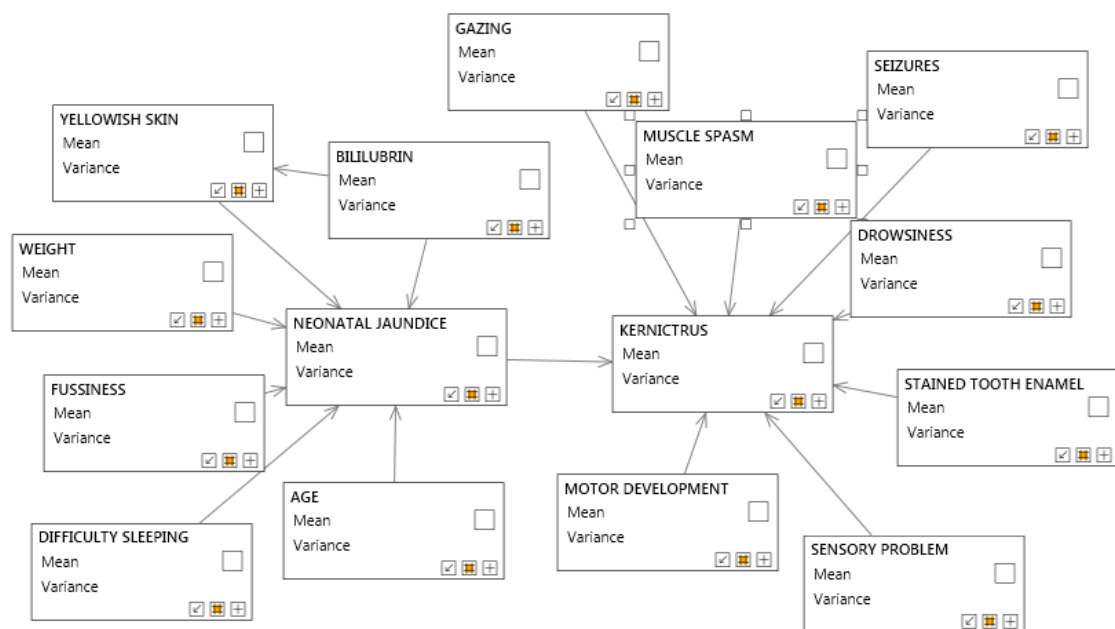 GAZING
Mean
Variance
SEIZURES
Mean
Variance
YELLOWISH SKIN
Mean
Variance
MUSCLE SPASM
Mean
Variance
BILILUBRIN
Mean
Variance
WEIGHT
Mean
Variance
DROWSINESS
Mean
Variance
NEONATAL JAUNDICE
Mean
Variance
KERNICTRUS
Mean
Variance
FUSSINESS
Mean
Variance
STAINED TOOTH ENAMEL
Mean
Variance
AGE
Mean
Variance
MOTOR DEVELOPMENT
Mean
Variance
DIFFICULTY SLEEPING
Mean
Variance
SENSORY PROBLEM
Mean
Variance